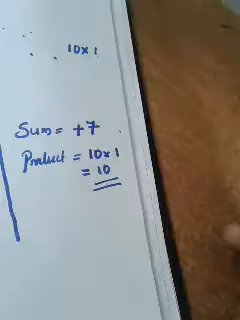 10x1
Sum = +7
Product = 10x1
= 10